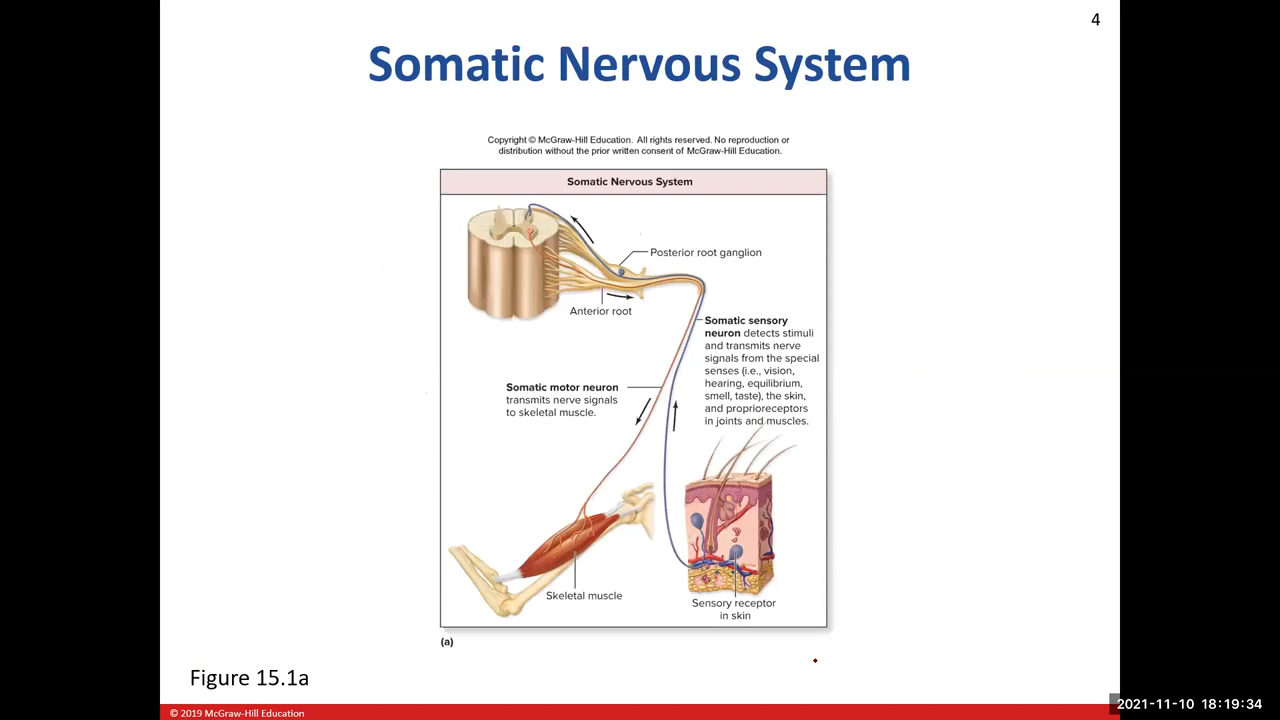 4
Somatic Nervous System
Copyright © McGraw-Hill Education. All rights reserved. No reproduction or
distribution without the prior written consent of McGraw-Hill Education.
Somatic Nervous System
Posterior root ganglion
Anterior root
Somatic sensory
neuron detects stimuli
and transmits nerve
signals from the special
senses (i.e., vision,
hearing, equilibrium,
smell, taste), the skin,
and proprioreceptors
in joints and muscles.
Somatic motor neuron
transmits nerve signals
to skeletal muscle.
Skeletal muscle
Sensory receptor
in skin
(a)
Figure 15.1a
© 2019 McGraw-Hill Education
2021-11-10 18:19:34